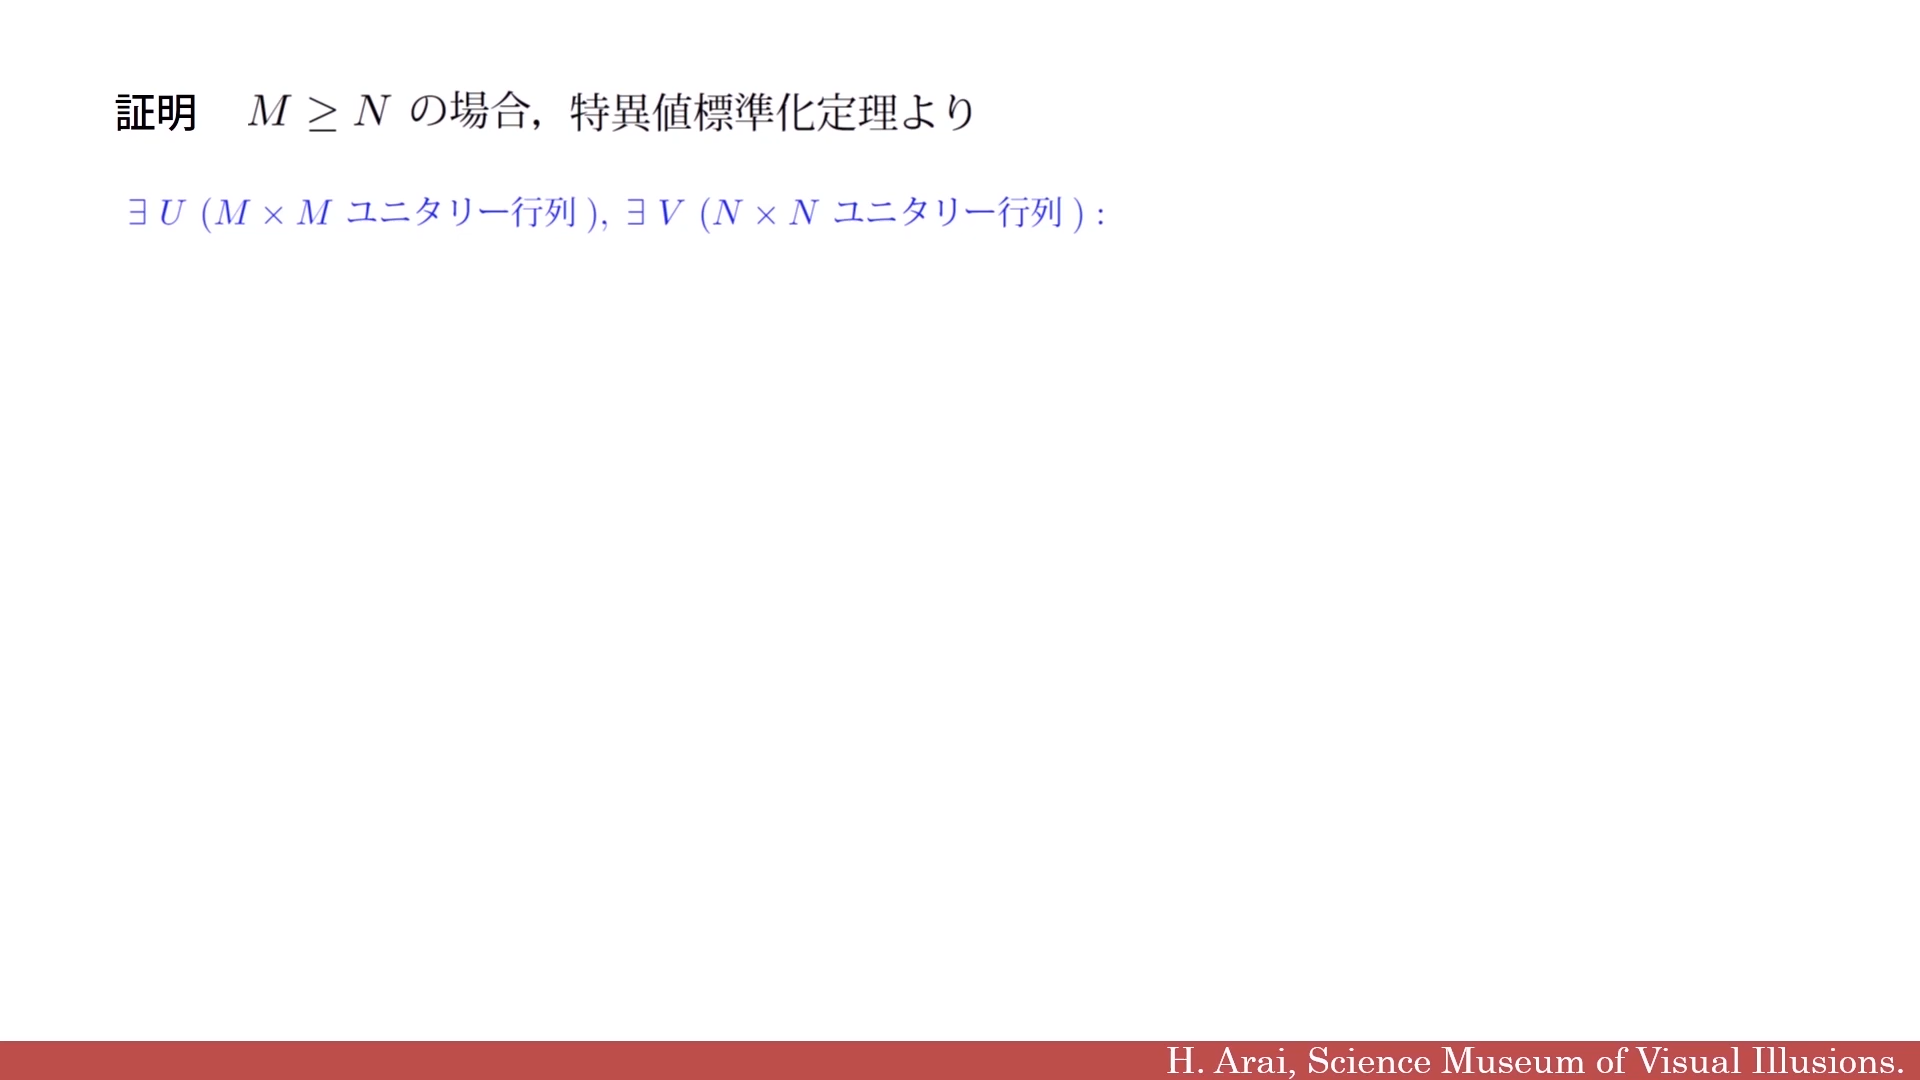 証明 M ≥ N の場合, 特異値標準化定理より
∃ U (M × M ユニタリー行列 ), ∃ V (N × N ユニタリー行列 ) :
H. Arai, Science Museum of Visual Illusions.